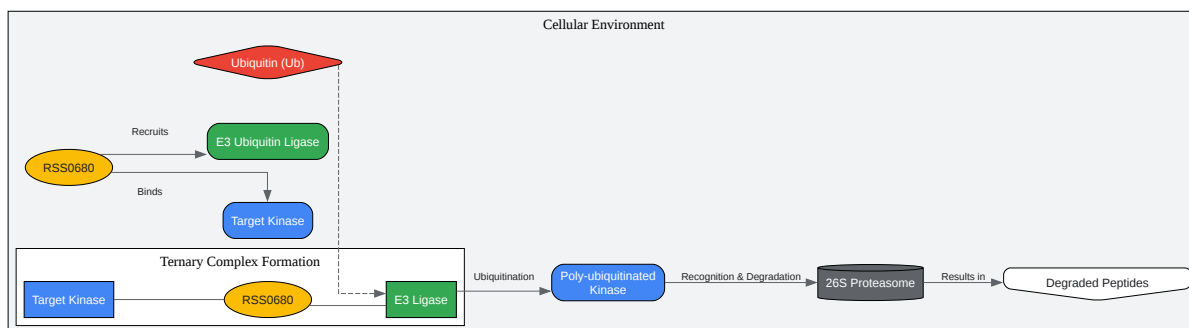 Cellular Environment
Ubiquitin (Ub)
Recruits
E3 Ubiquitin Ligase
RSS0680
Binds
Target Kinase
Ternary Complex Formation
Target Kinase
RSS0680
E3 Ligase
Ubiquitination
Poly-ubiquitinated
Kinase
Recognition & Degradation
26S Proteasome
Results in
Degraded Peptides